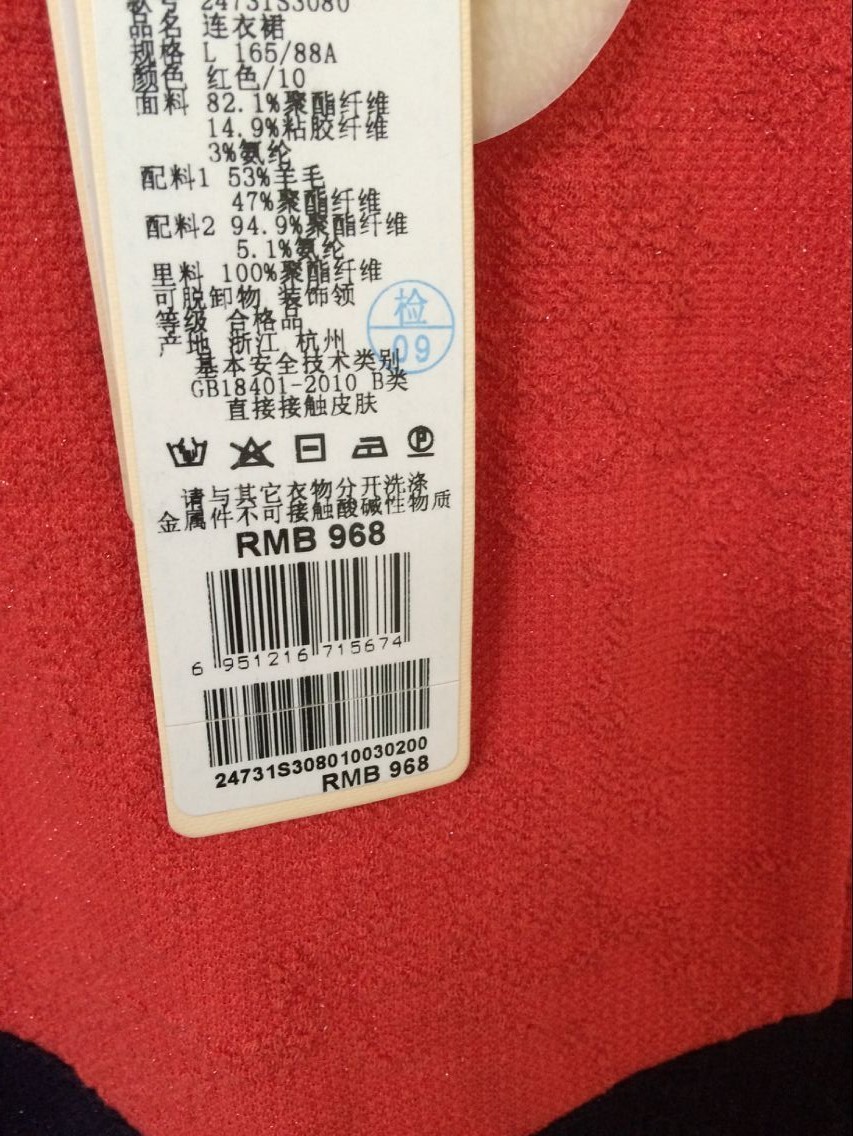 款号 24731S3080
品名 连衣裙
规格 L 165/88A
颜色 红色/10
面料 82.1%聚酯纤维
14.9%粘胶纤维
3%氨纶
配料1 53%羊毛
47%聚酯纤维
配料2 94.9%聚酯纤维
5.1%氨纶
里料 100%聚酯纤维
可脱卸物 装饰领
等级 合格品
产地 浙江 杭州
检
09
基本安全技术类别
GB18401-2010 B类
直接接触皮肤
P
请与其它衣物分开洗涤
金属件不可接触酸碱性物质
RMB 968
6 951216 715674
24731S308010030200
RMB 968